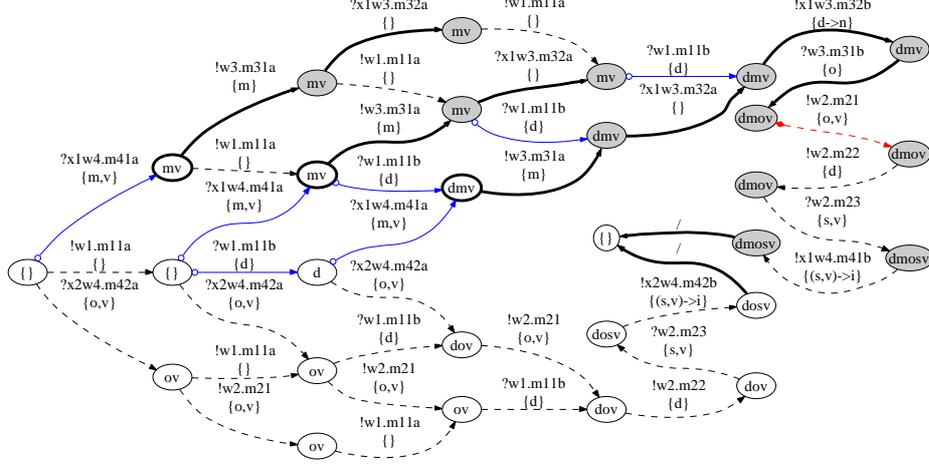 ?x1w3.m32a
{}
!w1.m11a
{}
!x1w3.m32b
{d->n}
mv
dmv
!w3.m31a
{m}
!w1.m11a
{}
?x1w3.m32a
{}
?w1.m11b
{d}
?w3.m31b
{o}
mv
mv
dmv
?x1w3.m32a
{}
!w3.m31a
{m}
mv
!w1.m11b
{d}
dmov
!w2.m21
{o,v}
dmv
dmov
?x1w4.m41a
{m,v}
!w1.m11a
{}
?w1.m11b
{d}
!w3.m31a
{m}
!w2.m22
{d}
mv
mv
dmv
dmov
?x1w4.m41a
{m,v}
?x1w4.m41a
{m,v}
?w2.m23
{s,v}
{}
/
dmosv
/
!w1.m11a
{}
?w1.m11b
{d}
dmosv
!x1w4.m41b
{(s,v)->i}
{}
{}
d
?x2w4.m42a
{o,v}
?x2w4.m42a
{o,v}
?x2w4.m42a
{o,v}
!x2w4.m42b
{(s,v)->i}
dosv
?w1.m11b
{d}
!w2.m21
{o,v}
dosv
?w2.m23
{s,v}
dov
!w1.m11a
{}
ov
ov
!w2.m21
{o,v}
!w2.m21
{o,v}
?w1.m11b
{d}
!w2.m22
{d}
dov
ov
dov
!w1.m11a
{}
ov